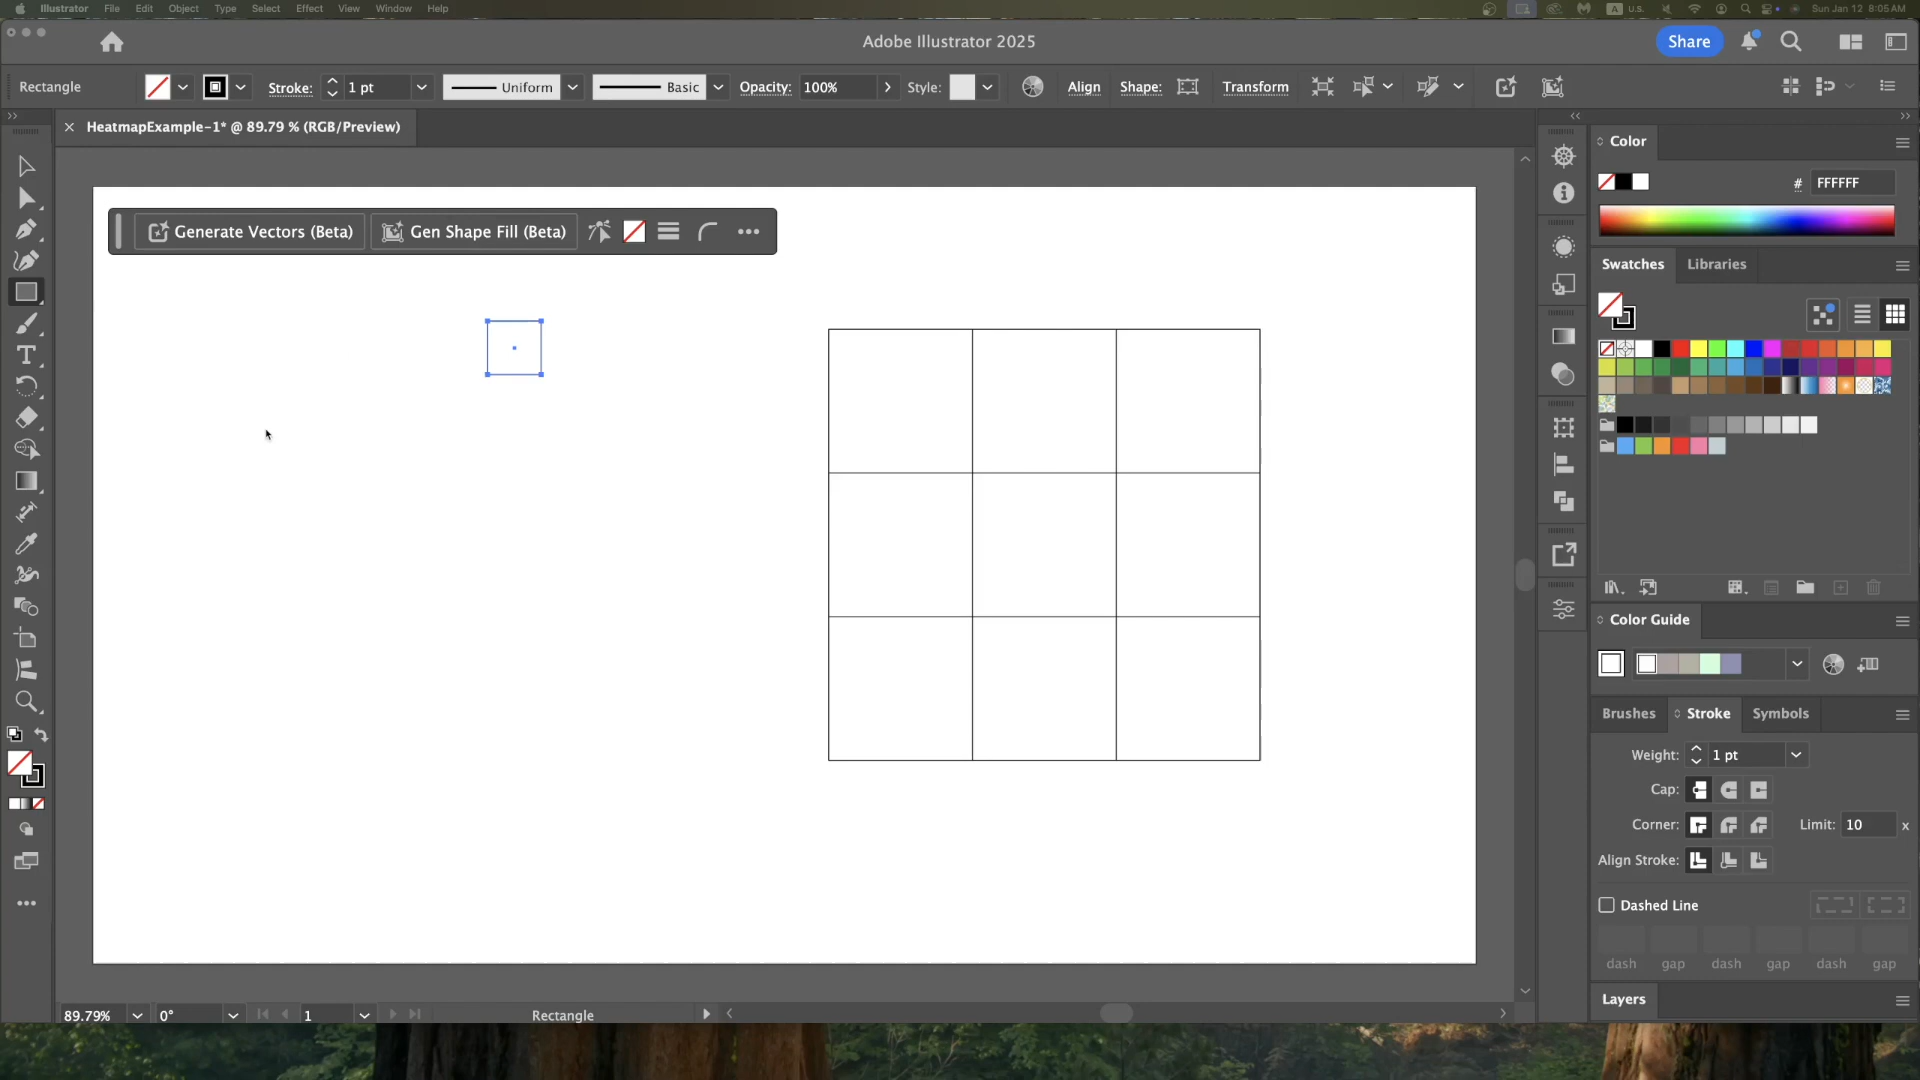 Illustrator File Edit Object Type Select Effect View Window Help A U.S. Sun Jan 12 8:05 AM
Adobe Illustrator 2025
Share
Rectangle Stroke: 1 pt Uniform Basic Opacity: 100% Style: Align Shape: Transform
HeatmapExample-1* @ 89.79 % (RGB/Preview)
Color
# FFFFFF
Generate Vectors (Beta) Gen Shape Fill (Beta)
Swatches Libraries
Color Guide
Brushes Stroke Symbols
Weight: 1 pt
Cap:
Corner: Limit: 10 x
Align Stroke:
Dashed Line
dash gap dash gap dash gap
Layers
89.79% 0° 1 Rectangle